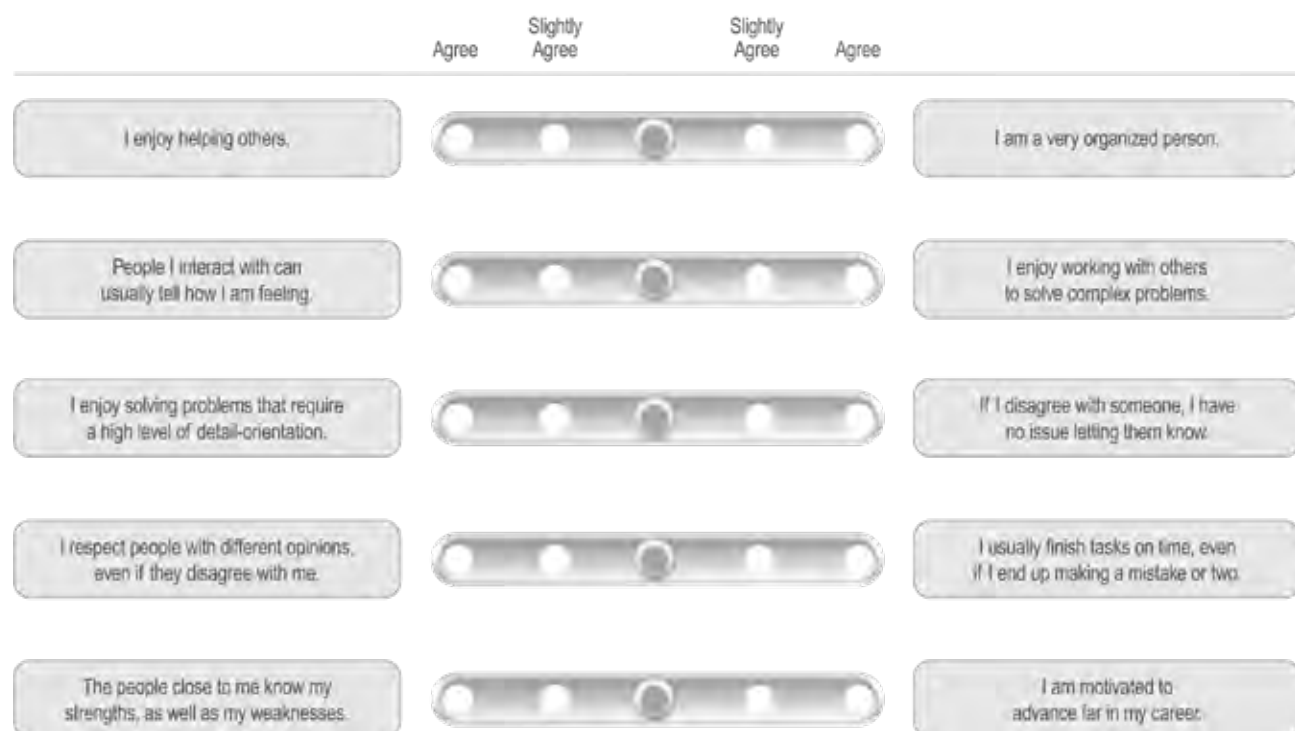 Agree
Slightly
Agree
Slightly
Agree
Agree
I enjoy helping others.
I am a very organized person.
People I interact with can
usually tell how I am feeling.
I enjoy working with others
to solve complex problems.
I enjoy solving problems that require
a high level of detail-orientation.
If I disagree with someone, I have
no issue letting them know.
I respect people with different opinions,
even if they disagree with me.
I usually finish tasks on time, even
if I end up making a mistake or two.
The people close to me know my
strengths, as well as my weaknesses.
I am motivated to
advance far in my career.